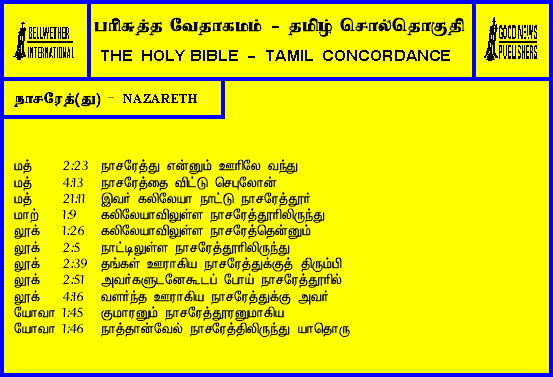 BELLWETHER
INTERNATIONAL
பரிசுத்த வேதாகமம் - தமிழ் சொல்தொகுதி
THE HOLY BIBLE - TAMIL CONCORDANCE
GOOD NEWS
PUBLISHERS
நாசரேத்(து) - NAZARETH
மத் 2:23 நாசரேத்து என்னும் ஊரிலே வந்து
மத் 4:13 நாசரேத்தை விட்டு செபுலோன்
மத் 21:11 இவர் கலிலேயா நாட்டு நாசரேத்தூர்
மாற் 1:9 கலிலேயாவிலுள்ள நாசரேத்தூரிலிருந்து
லூக் 1:26 கலிலேயாவிலுள்ள நாசரேத்தென்னும்
லூக் 2:5 நாட்டிலுள்ள நாசரேத்தூரிலிருந்து
லூக் 2:39 தங்கள் ஊராகிய நாசரேத்துக்குத் திரும்பி
லூக் 2:51 அவர்களுடனேகூடப் போய் நாசரேத்தூரில்
லூக் 4:16 வளர்ந்த ஊராகிய நாசரேத்துக்கு அவர்
யோவா 1:45 குமாரனும் நாசரேத்தூரனுமாகிய
யோவா 1:46 நாத்தான்வேல் நாசரேத்திலிருந்து யாதொரு